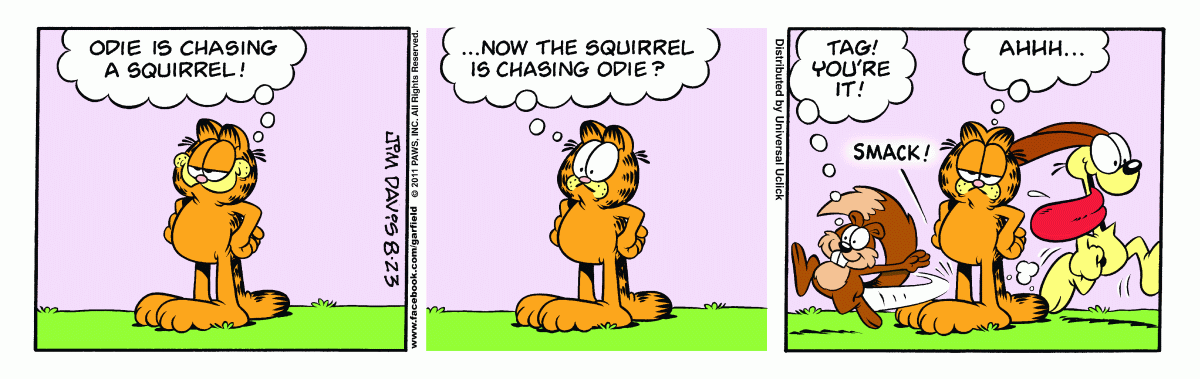 ODIE IS CHASING
A SQUIRREL!
JIM DAVIS 8·23
www.facebook.com/garfield © 2011 PAWS, INC. All Rights Reserved.
...NOW THE SQUIRREL
IS CHASING ODIE?
Distributed by Universal Uclick
TAG!
YOU'RE
IT!
SMACK!
AHHH...